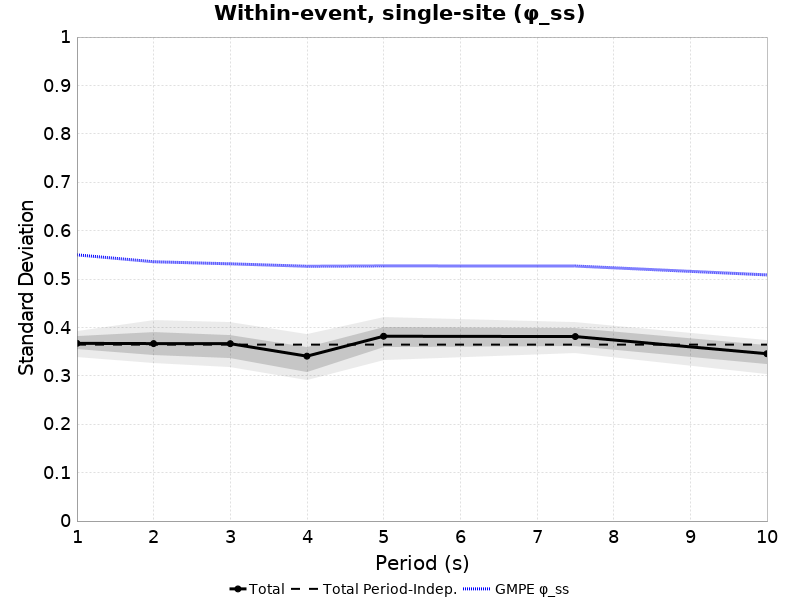 Within-event, single-site (φ_ss)
Standard Deviation
1
0.9
0.8
0.7
0.6
0.5
0.4
0.3
0.2
0.1
0
1 2 3 4 5 6 7 8 9 10
Period (s)
Total Total Period-Indep. GMPE φ_ss